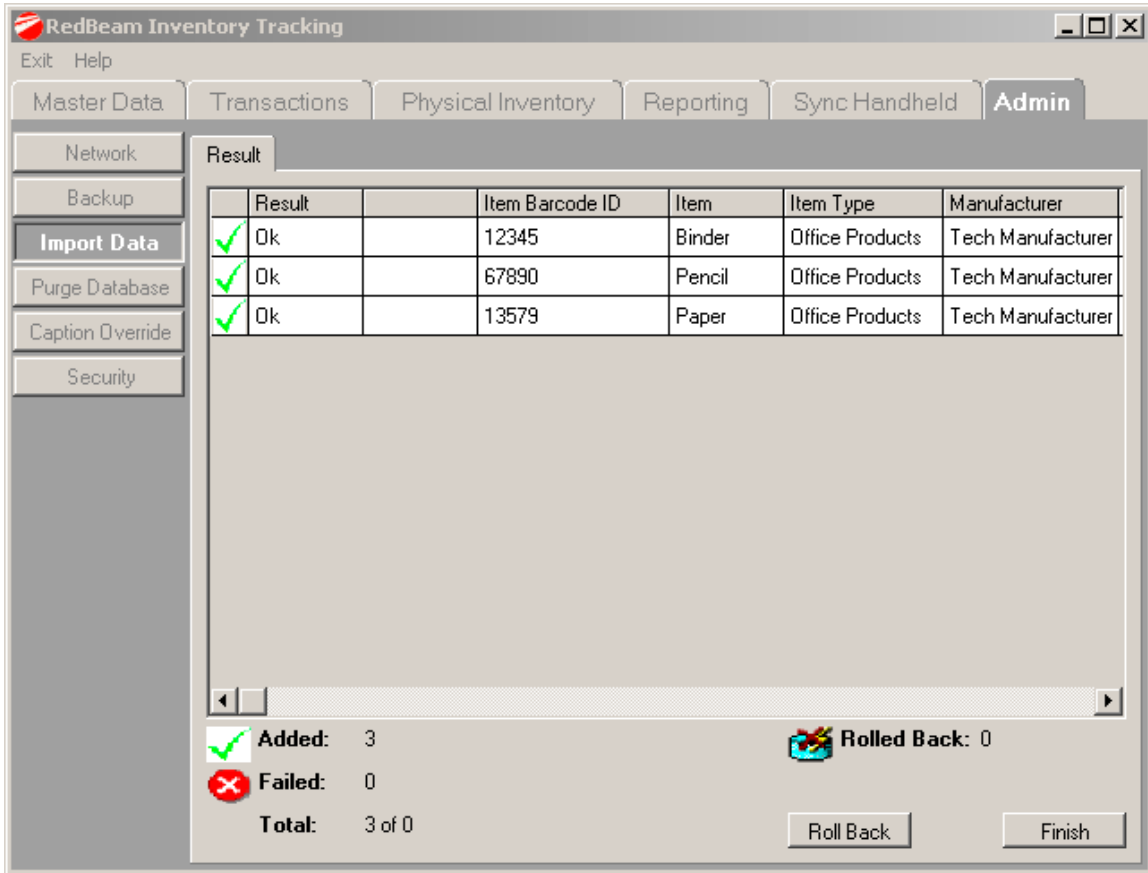 RedBeam Inventory Tracking
Exit Help
Master Data Transactions Physical Inventory Reporting Sync Handheld Admin
Network
Backup
Import Data
Purge Database
Caption Override
Security
Result
Result Item Barcode ID Item Item Type Manufacturer
Ok 12345 Binder Office Products Tech Manufacturer
Ok 67890 Pencil Office Products Tech Manufacturer
Ok 13579 Paper Office Products Tech Manufacturer
Added: 3 Rolled Back: 0
Failed: 0
Total: 3 of 0
Roll Back Finish